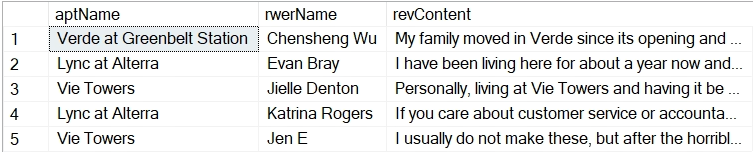 aptName rwerName revContent
1 Verde at Greenbelt Station Chensheng Wu My family moved in Verde since its opening and ...
2 Lync at Alterra Evan Bray I have been living here for about a year now and...
3 Vie Towers Jielle Denton Personally, living at Vie Towers and having it be ...
4 Lync at Alterra Katrina Rogers If you care about customer service or accounta...
5 Vie Towers Jen E I usually do not make these, but after the horribl...